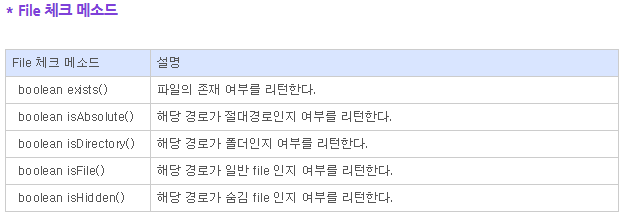 * File 체크 메소드
File 체크 메소드 설명
boolean exists() 파일의 존재 여부를 리턴한다.
boolean isAbsolute() 해당 경로가 절대경로인지 여부를 리턴한다.
boolean isDirectory() 해당 경로가 폴더인지 여부를 리턴한다.
boolean isFile() 해당 경로가 일반 file 인지 여부를 리턴한다.
boolean isHidden() 해당 경로가 숨김 file 인지 여부를 리턴한다.